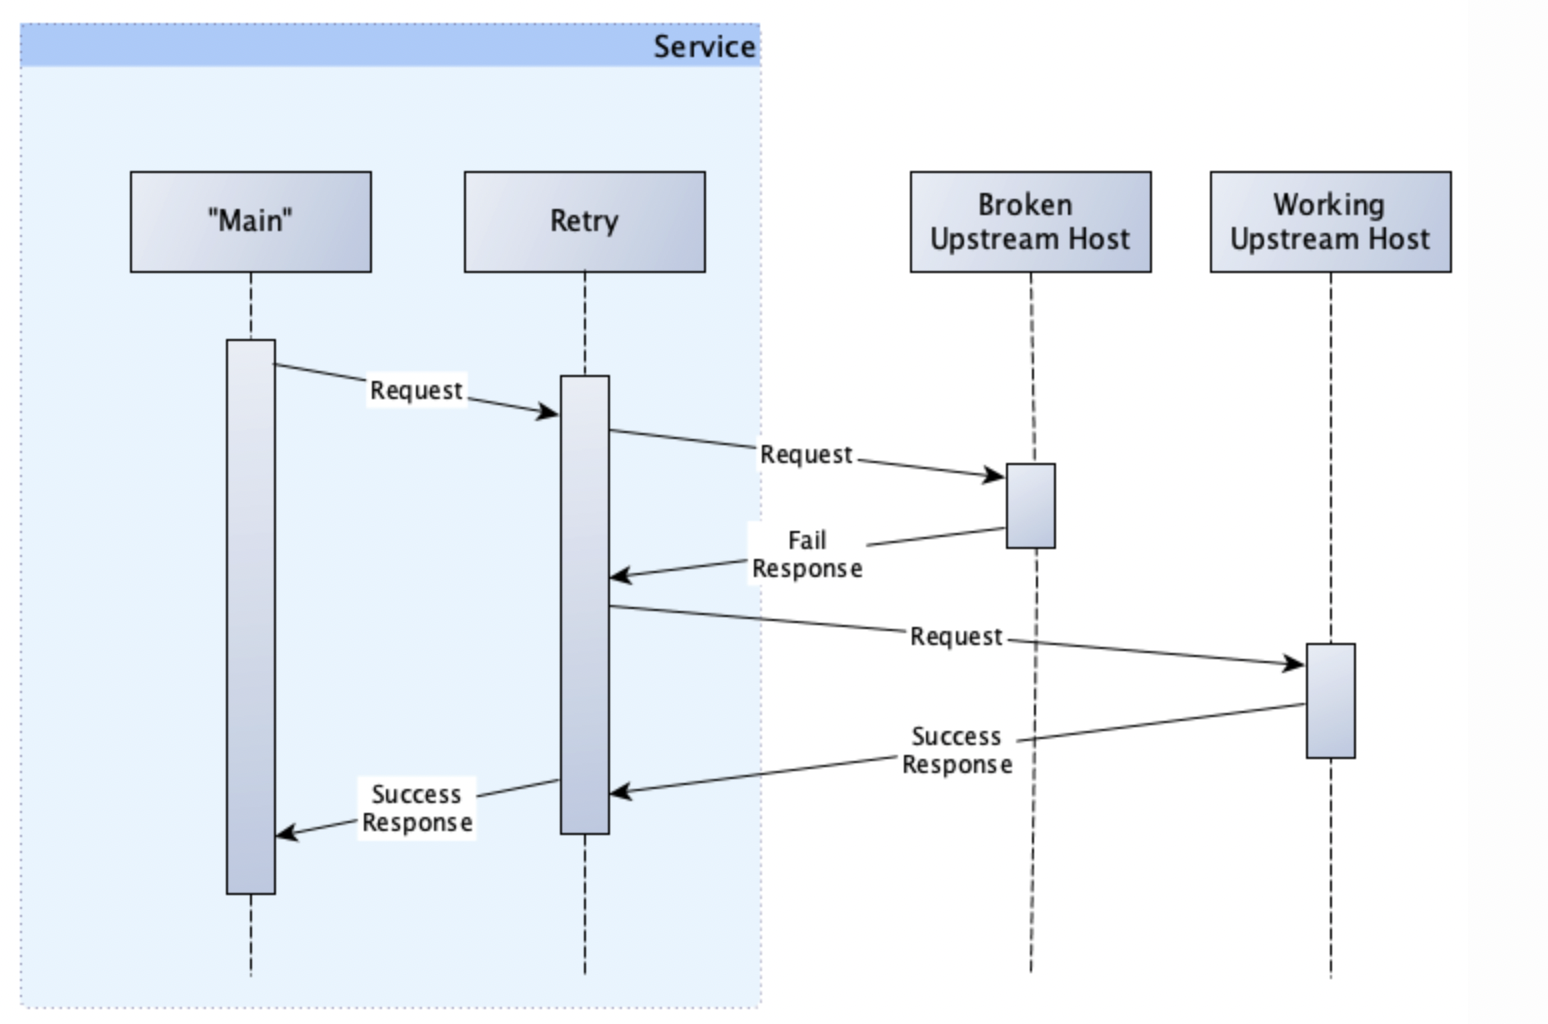 Service
"Main"
Retry
Broken
Upstream Host
Working
Upstream Host
Request
Request
Fail
Response
Request
Success
Response
Success
Response